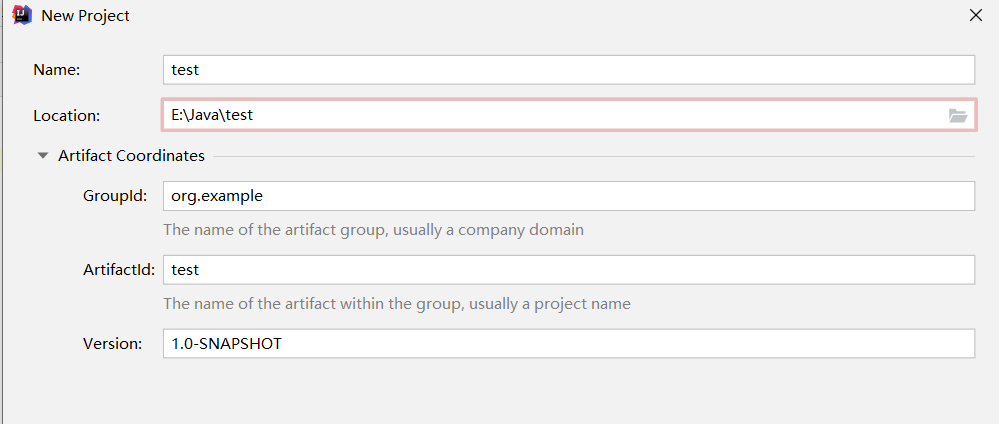 New Project
Name: test
Location: E:\Java\test
Artifact Coordinates
GroupId: org.example
The name of the artifact group, usually a company domain
ArtifactId: test
The name of the artifact within the group, usually a project name
Version: 1.0-SNAPSHOT